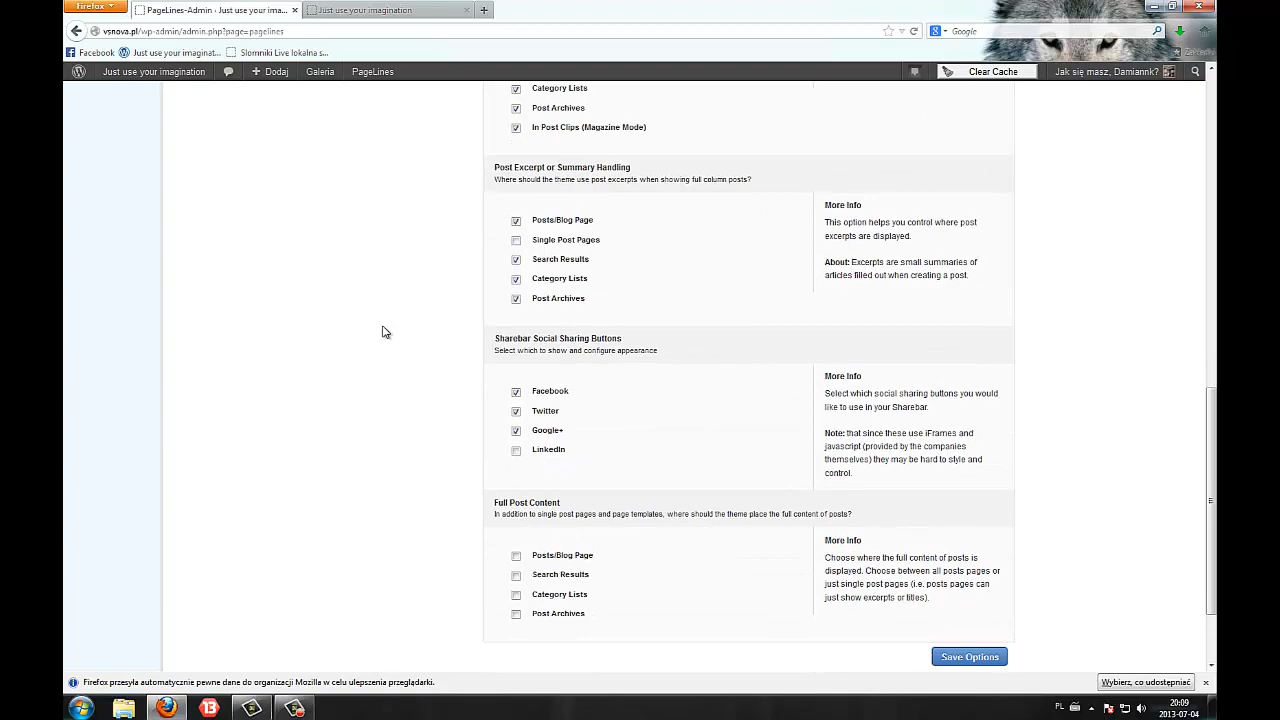 Firefox
PageLines-Admin ‹ Just use your ima...
Just use your imagination
vsnova.pl/wp-admin/admin.php?page=pagelines
Google
Facebook
Just use your imaginat...
Slomniki Live lokalna s...
Just use your imagination
Dodaj
Galeria
PageLines
Clear Cache
Jak się masz, Damiannk?
Category Lists
Post Archives
In Post Clips (Magazine Mode)
Post Excerpt or Summary Handling
Where should the theme use post excerpts when showing full column posts?
Posts/Blog Page
Single Post Pages
Search Results
Category Lists
Post Archives
More Info
This option helps you control where post
excerpts are displayed.
About: Excerpts are small summaries of
articles filled out when creating a post.
Sharebar Social Sharing Buttons
Select which to show and configure appearance
Facebook
Twitter
Google+
LinkedIn
More Info
Select which social sharing buttons you would
like to use in your Sharebar.
Note: that since these use iFrames and
javascript (provided by the companies
themselves) they may be hard to style and
control.
Full Post Content
In addition to single post pages and page templates, where should the theme place the full content of posts?
Posts/Blog Page
Search Results
Category Lists
Post Archives
More Info
Choose where the full content of posts is
displayed. Choose between all posts pages or
just single post pages (i.e. posts pages can
just show excerpts or titles).
Save Options
Firefox przesyła automatycznie pewne dane do organizacji Mozilla w celu ulepszenia przeglądarki.
Wybierz, co udostępniać
13
PL
20:09
2013-07-04